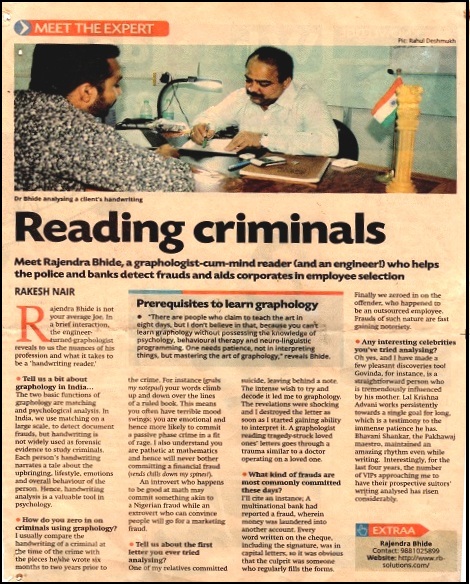 MEET THE EXPERT
Pic: Rahul Deshmukh
Dr Bhide analysing a client's handwriting
Reading criminals
Meet Rajendra Bhide, a graphologist-cum-mind reader (and an engineer!) who helps
the police and banks detect frauds and aids corporates in employee selection
RAKESH NAIR
Rajendra Bhide is not
your average Joe. In
a brief interaction,
the engineer-
turned-graphologist
reveals to us the nuances of his
profession and what it takes to
be a 'handwriting reader.'
Tell us a bit about
graphology in India...
The two basic functions of
graphology are matching
and psychological analysis. In
India, we use matching on a
large scale, to detect document
frauds, but handwriting is
not widely used as forensic
evidence to study criminals.
Each person's handwriting
narrates a tale about the
upbringing, lifestyle, emotions
and overall behaviour of the
person. Hence, handwriting
analysis is a valuable tool in
psychology.
How do you zero in on
criminals using graphology?
I usually compare the
handwriting of a criminal at
the time of the crime with
the pieces he/she wrote six
months to two years prior to
Prerequisites to learn graphology
"There are people who claim to teach the art in
eight days, but I don't believe in that, because you can't
learn graphology without possessing the knowledge of
psychology, behavioural therapy and neuro-linguistic
programming. One needs patience, not in interpreting
things, but mastering the art of graphology," reveals Bhide.
the crime. For instance (grabs
my notepad) your words climb
up and down over the lines
of a ruled book. This means
you often have terrible mood
swings; you are emotional and
hence more likely to commit
a passive phase crime in a fit
of rage. I also understand you
are pathetic at mathematics
and hence will never bother
committing a financial fraud
(sends chills down my spine!).
An introvert who happens
to be good at math may
commit something akin to
a Nigerian fraud while an
extrovert who can convince
people will go for a marketing
fraud.
Tell us about the first
letter you ever tried
analysing?
One of my relatives committed
suicide, leaving behind a note.
The intense wish to try and
decode it led me to graphology.
The revelations were shocking
and I destroyed the letter as
soon as I started gaining ability
to interpret it. A graphologist
reading tragedy-struck loved
ones' letters goes through a
trauma similar to a doctor
operating on a loved one.
What kind of frauds are
most commonly committed
these days?
I'll cite an instance; A
multinational bank had
reported a fraud, wherein
money was laundered into
another account. Every
word written on the cheque,
including the signature, was in
capital letters, so it was obvious
that the culprit was someone
who regularly fills the forms.
Finally we zeroed in on the
offender, who happened to
be an outsourced employee.
Frauds of such nature are fast
gaining notoriety.
Any interesting celebrities
you've tried analysing?
Oh yes, and I have made a
few pleasant discoveries too!
Govinda, for instance, is a
straightforward person who
is tremendously influenced
by his mother. Lal Krishna
Advani works persistently
towards a single goal for long,
which is a testimony to the
immense patience he has.
Bhavani Shankar, the Pakhawaj
maestro, maintained an
amazing rhythm even while
writing. Interestingly, for the
last four years, the number
of VIPs approaching me to
have their prospective suitors'
writing analysed has risen
considerably.
EXTRAA
Rajendra Bhide
Contact: 9881025899
Website: http://www.rb-
solutions.com/